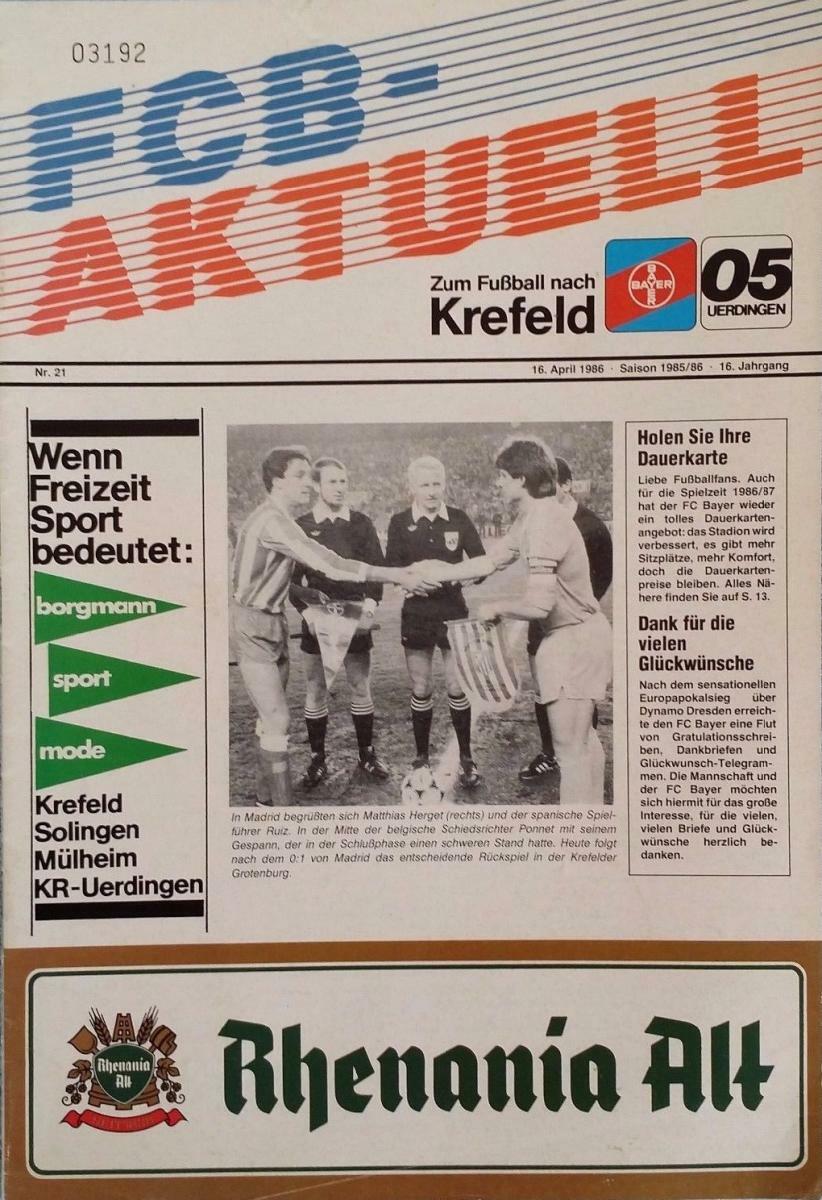 03192
FCB-
AKTUELL
Zum Fußball nach
Krefeld
BAYER
BAYER
05
UERDINGEN
Nr. 21
16. April 1986 · Saison 1985/86 · 16. Jahrgang
Wenn
Freizeit
Sport
bedeutet:
borgmann
sport
mode
Krefeld
Solingen
Mülheim
KR-Uerdingen
In Madrid begrüßten sich Matthias Herget (rechts) und der spanische Spiel-
führer Ruiz. In der Mitte der belgische Schiedsrichter Ponnet mit seinem
Gespann, der in der Schlußphase einen schweren Stand hatte. Heute folgt
nach dem 0:1 von Madrid das entscheidende Rückspiel in der Krefelder
Grotenburg.
Holen Sie Ihre
Dauerkarte
Liebe Fußballfans. Auch
für die Spielzeit 1986/87
hat der FC Bayer wieder
ein tolles Dauerkarten-
angebot: das Stadion wird
verbessert, es gibt mehr
Sitzplätze, mehr Komfort,
doch die Dauerkarten-
preise bleiben. Alles Nä-
here finden Sie auf S. 13.
Dank für die
vielen
Glückwünsche
Nach dem sensationellen
Europapokalsieg über
Dynamo Dresden erreich-
te den FC Bayer eine Flut
von Gratulationsschrei-
ben, Dankbriefen und
Glückwunsch-Telegram-
men. Die Mannschaft und
der FC Bayer möchten
sich hiermit für das große
Interesse, für die vielen,
vielen Briefe und Glück-
wünsche herzlich be-
danken.
Rhenania
Alt
Rhenania Alt